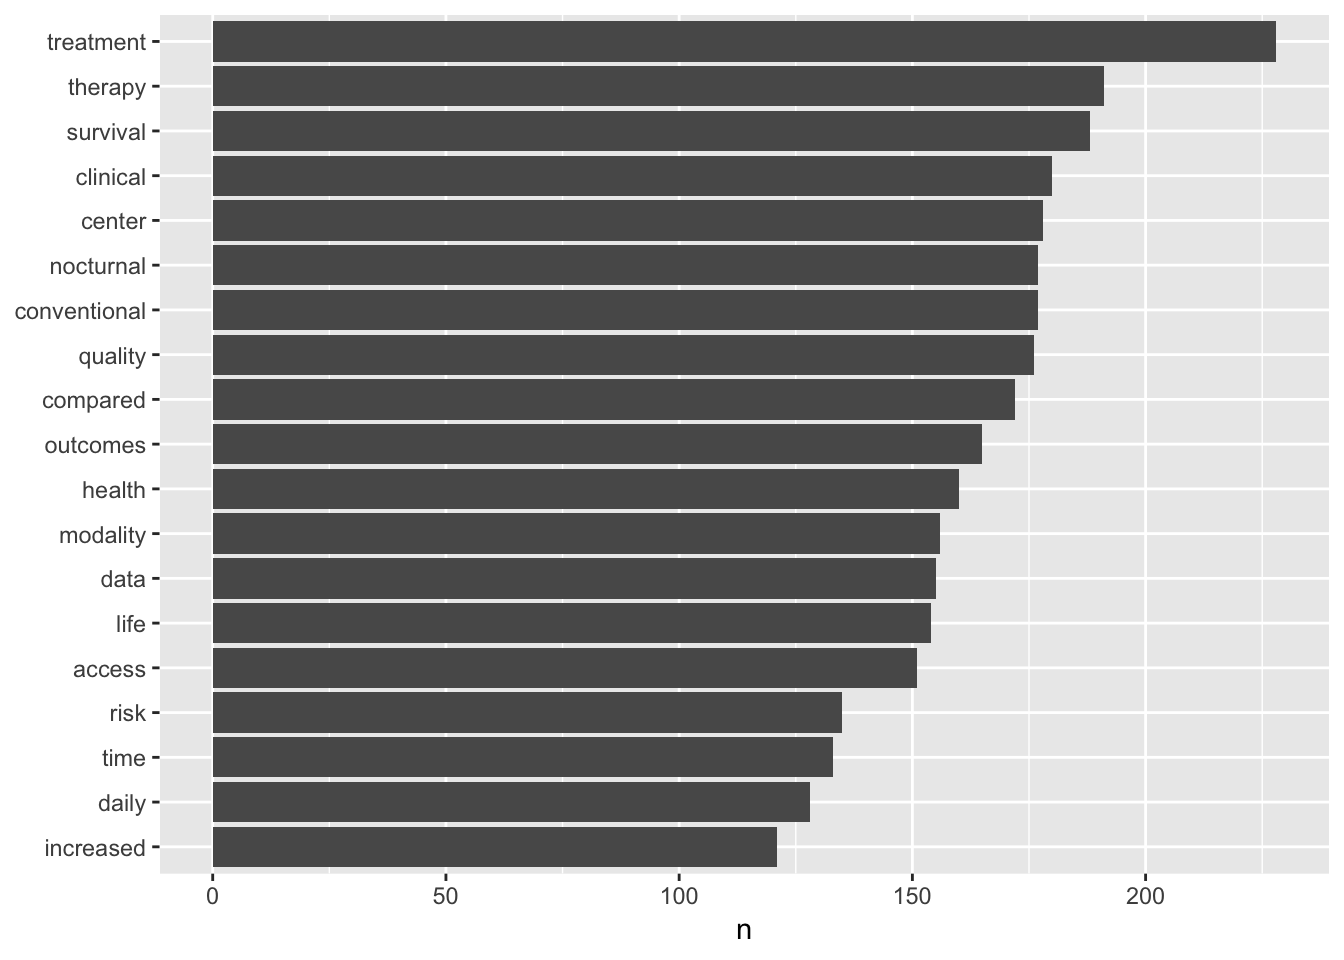 treatment
therapy
survival
clinical
center
nocturnal
conventional
quality
compared
outcomes
health
modality
data
life
access
risk
time
daily
increased
0 50 100 150 200
n